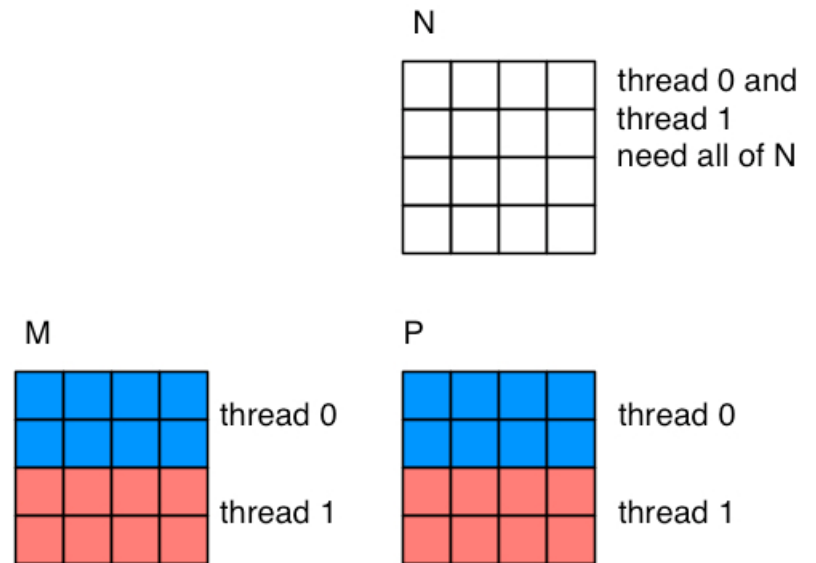 N
thread 0 and
thread 1
need all of N
M
P
thread 0
thread 0
thread 1
thread 1